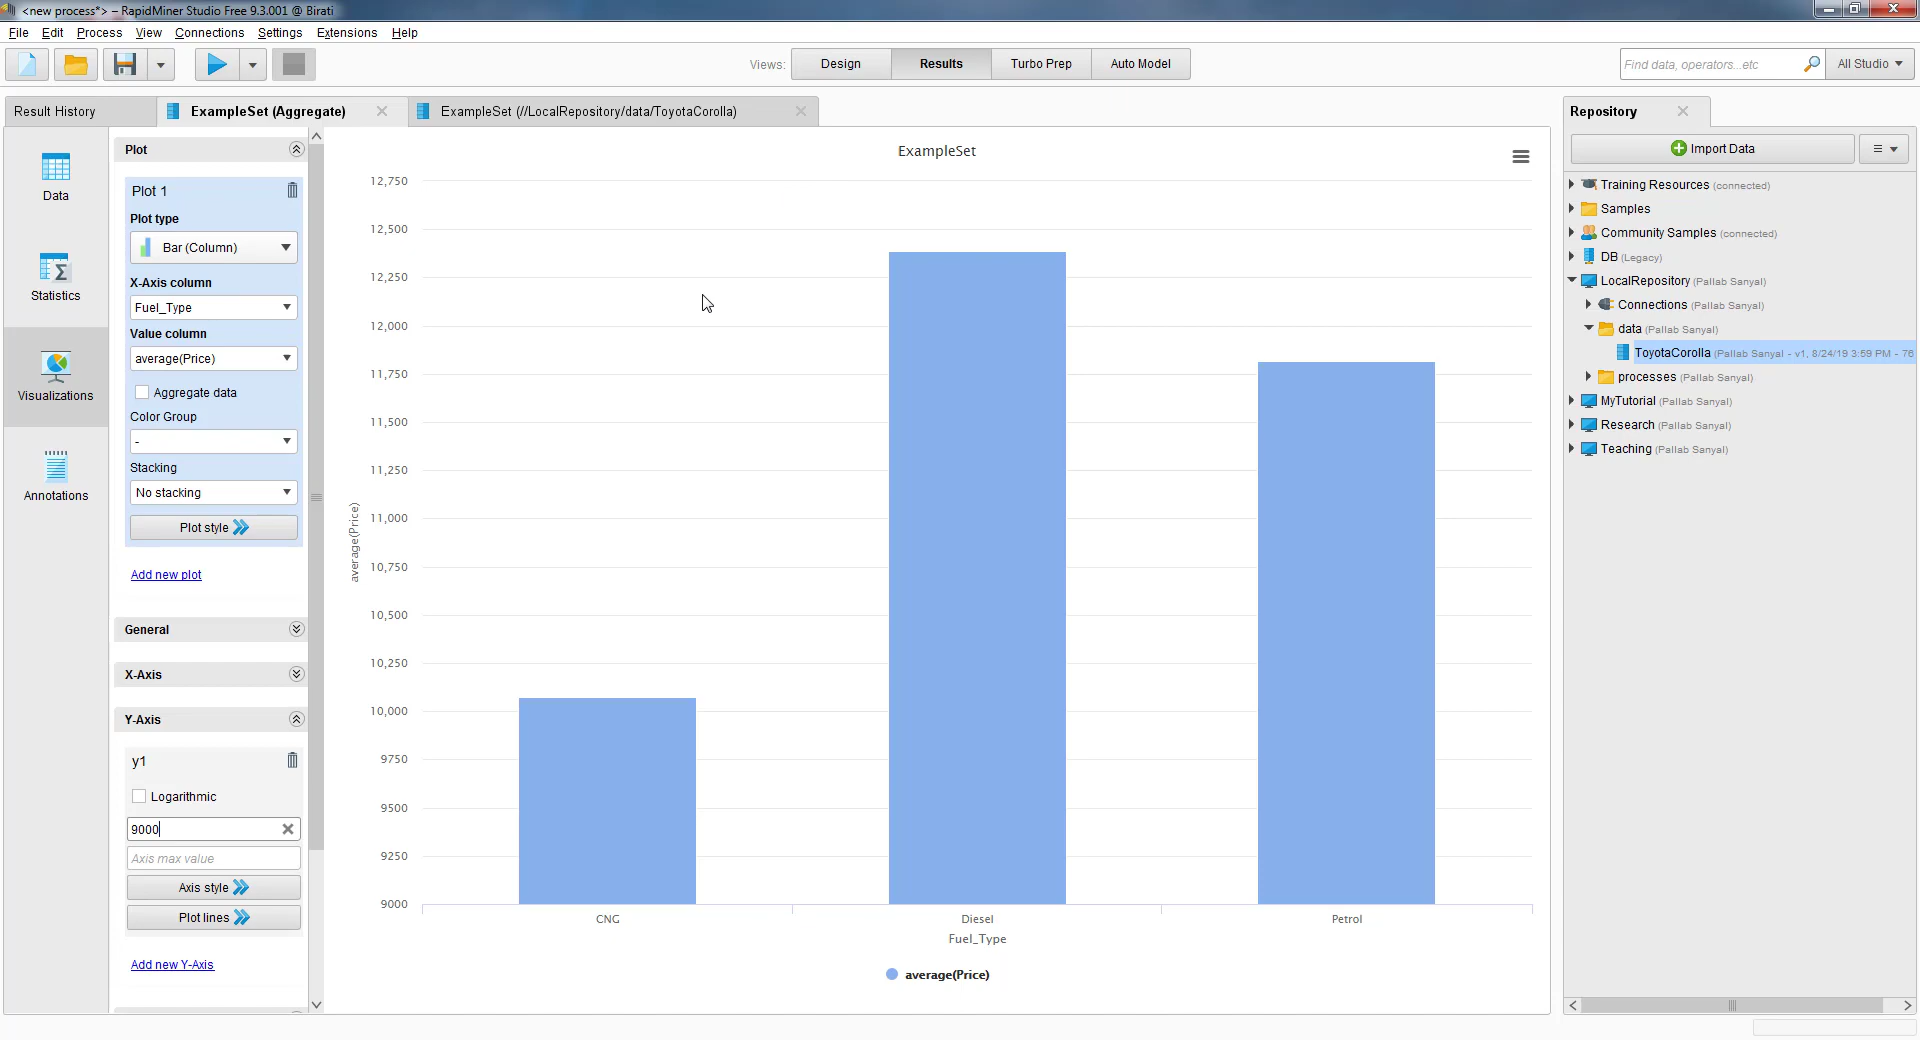 <new process*> – RapidMiner Studio Free 9.3.001 @ Birati
File Edit Process View Connections Settings Extensions Help
Views: Design Results Turbo Prep Auto Model
Find data, operators...etc All Studio
Result History ExampleSet (Aggregate) ExampleSet (//LocalRepository/data/ToyotaCorolla)
Data
Statistics
Visualizations
Annotations
Plot
Plot 1
Plot type
Bar (Column)
X-Axis column
Fuel_Type
Value column
average(Price)
Aggregate data
Color Group
-
Stacking
No stacking
Plot style
Add new plot
General
X-Axis
Y-Axis
y1
Logarithmic
9000
Axis max value
Axis style
Plot lines
Add new Y-Axis
ExampleSet
12,750
12,500
12,250
12,000
11,750
11,500
11,250
11,000
10,750
10,500
10,250
10,000
9750
9500
9250
9000
average(Price)
CNG Diesel Petrol
Fuel_Type
average(Price)
Repository
Import Data
Training Resources (connected)
Samples
Community Samples (connected)
DB (Legacy)
LocalRepository (Pallab Sanyal)
Connections (Pallab Sanyal)
data (Pallab Sanyal)
ToyotaCorolla (Pallab Sanyal - v1, 8/24/19 3:59 PM - 76
processes (Pallab Sanyal)
MyTutorial (Pallab Sanyal)
Research (Pallab Sanyal)
Teaching (Pallab Sanyal)